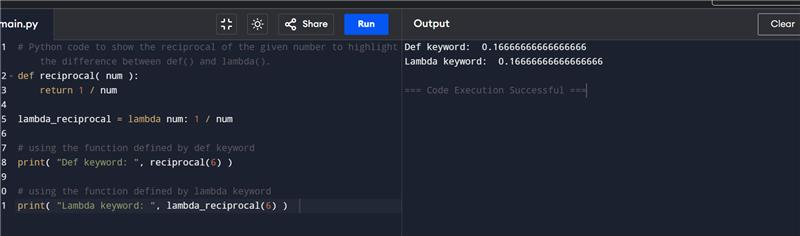 main.py
Share
Run
Output
Clear
1 # Python code to show the reciprocal of the given number to highlight
the difference between def() and lambda().
2 def reciprocal( num ):
3 return 1 / num
4
5 lambda_reciprocal = lambda num: 1 / num
6
7 # using the function defined by def keyword
8 print( "Def keyword: ", reciprocal(6) )
9
0 # using the function defined by lambda keyword
1 print( "Lambda keyword: ", lambda_reciprocal(6) )
Def keyword:  0.16666666666666666
Lambda keyword:  0.16666666666666666
=== Code Execution Successful ===